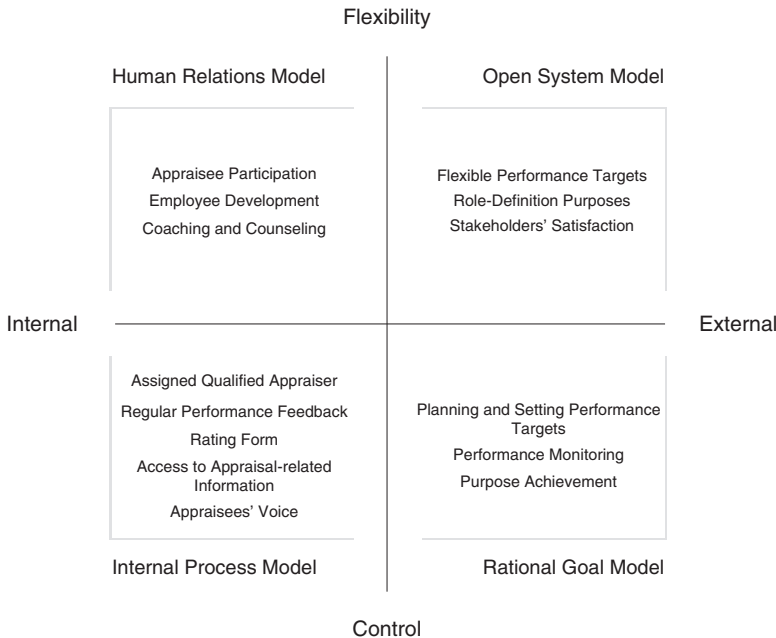 Flexibility
Human Relations Model
Open System Model
Appraisee Participation
Employee Development
Coaching and Counseling
Flexible Performance Targets
Role-Definition Purposes
Stakeholders' Satisfaction
Internal
External
Assigned Qualified Appraiser
Regular Performance Feedback
Rating Form
Access to Appraisal-related
Information
Appraisees' Voice
Planning and Setting Performance
Targets
Performance Monitoring
Purpose Achievement
Internal Process Model
Rational Goal Model
Control